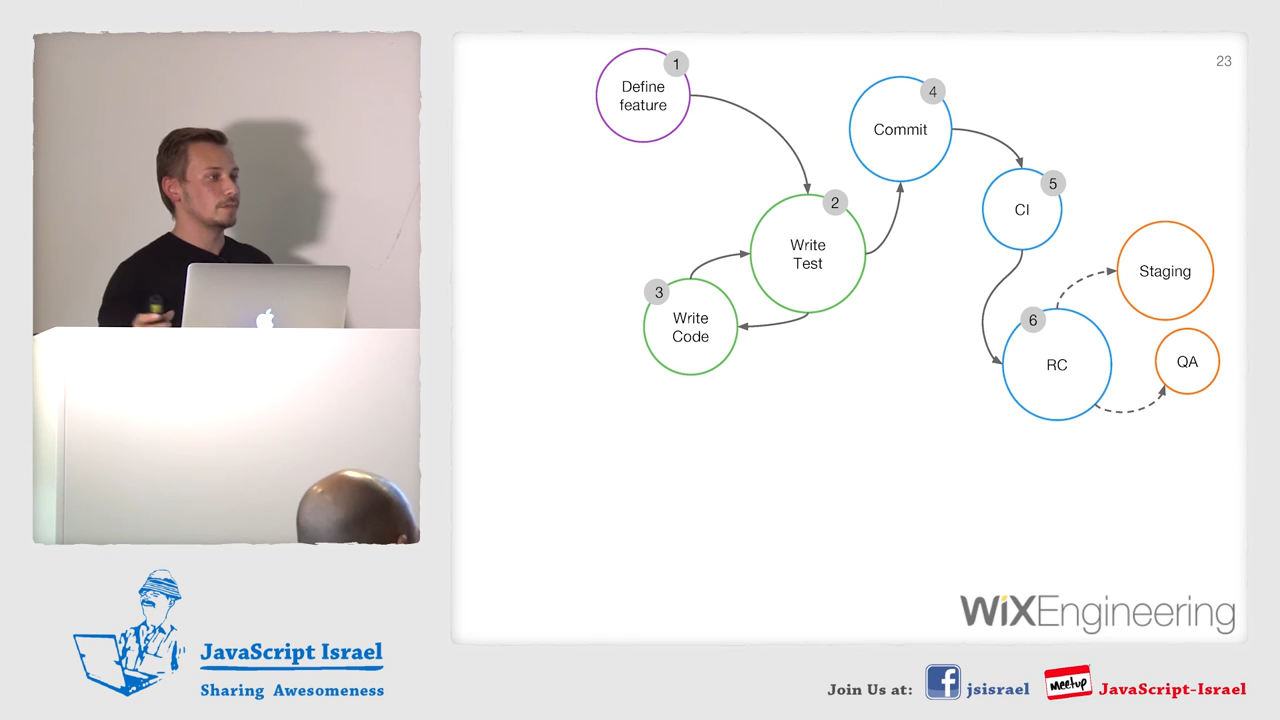 23
1
Define
feature
4
Commit
2
Write
Test
5
CI
3
Write
Code
Staging
6
RC
QA
WiXEngineering
JavaScript Israel
Sharing Awesomeness
Join Us at:
jsisrael
Meetup
JavaScript-Israel